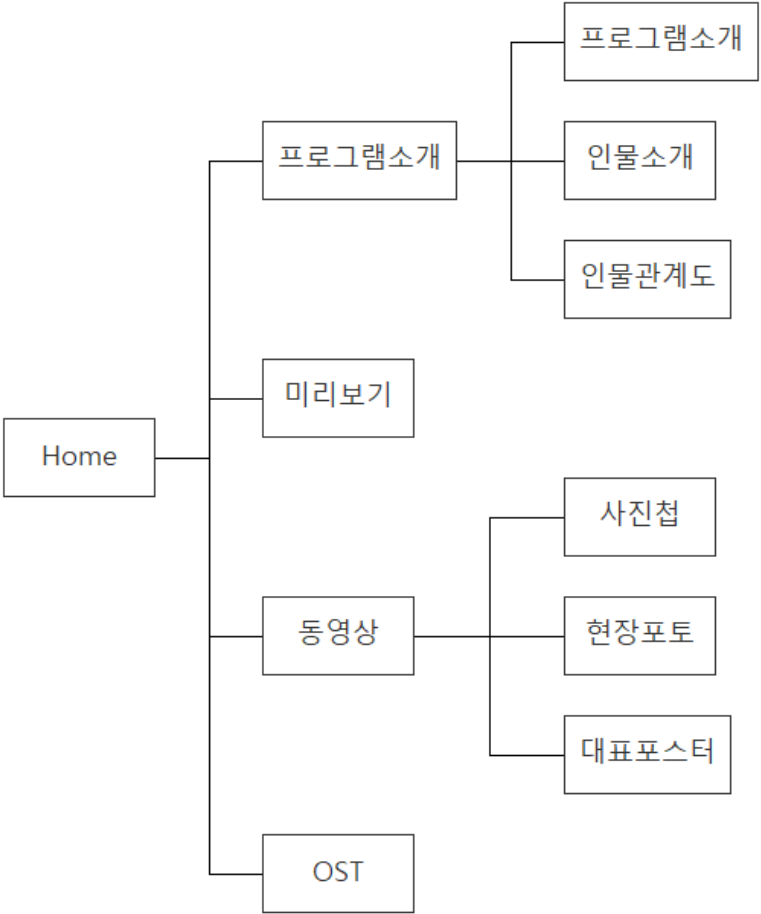 Home
프로그램소개
프로그램소개
인물소개
인물관계도
미리보기
동영상
사진첩
현장포토
대표포스터
OST